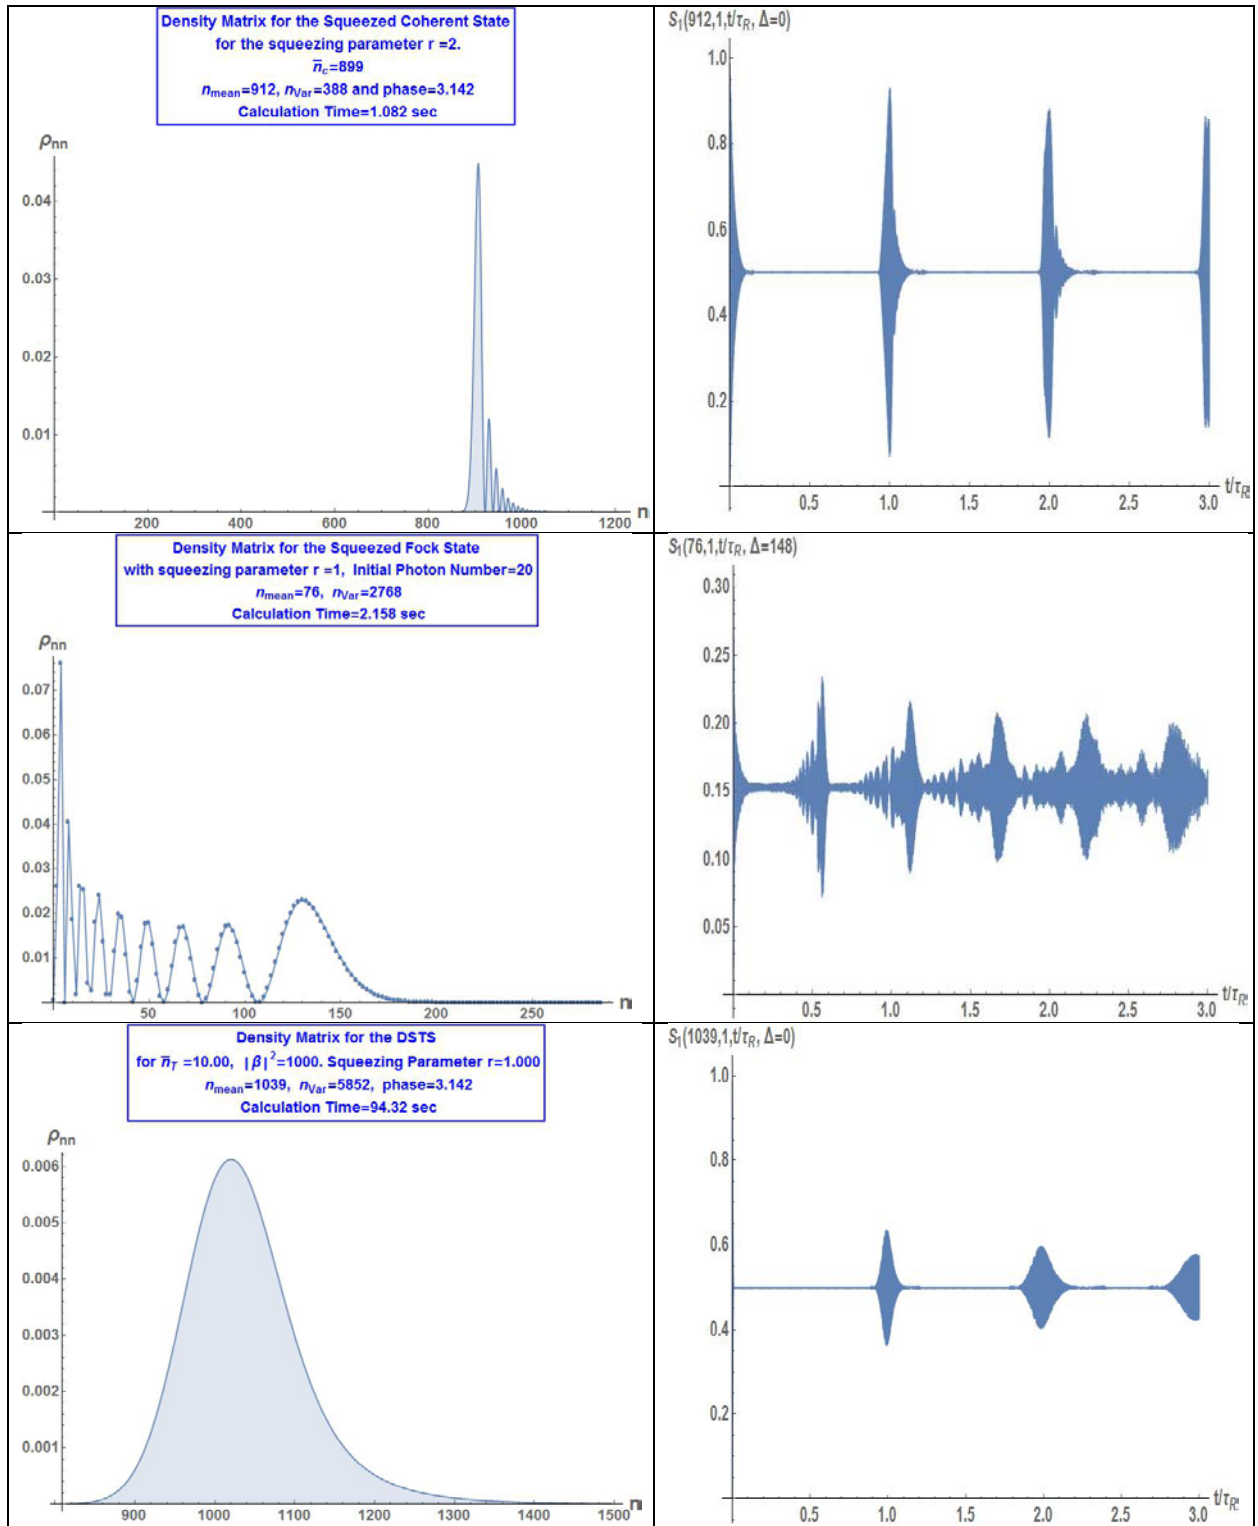 Density Matrix for the Squeezed Coherent State
for the squeezing parameter r =2.
n̅c=899
nmean=912, nVar=388 and phase=3.142
Calculation Time=1.082 sec
ρnn
0.04
0.03
0.02
0.01
200 400 600 800 1000 1200 n
S1(912,1,t/τR, Δ=0)
1.0
0.8
0.6
0.4
0.2
0.5 1.0 1.5 2.0 2.5 3.0
t/τR
Density Matrix for the Squeezed Fock State
with squeezing parameter r =1, Initial Photon Number=20
nmean=76, nVar=2768
Calculation Time=2.158 sec
ρnn
0.07
0.06
0.05
0.04
0.03
0.02
0.01
50 100 150 200 250 n
S1(76,1,t/τR, Δ=148)
0.30
0.25
0.20
0.15
0.10
0.05
0.5 1.0 1.5 2.0 2.5 3.0
t/τR
Density Matrix for the DSTS
for n̅T =10.00, |β|²=1000. Squeezing Parameter r=1.000
nmean=1039, nVar=5852, phase=3.142
Calculation Time=94.32 sec
ρnn
0.006
0.005
0.004
0.003
0.002
0.001
900 1000 1100 1200 1300 1400 1500 n
S1(1039,1,t/τR, Δ=0)
1.0
0.8
0.6
0.4
0.2
0.5 1.0 1.5 2.0 2.5 3.0
t/τR